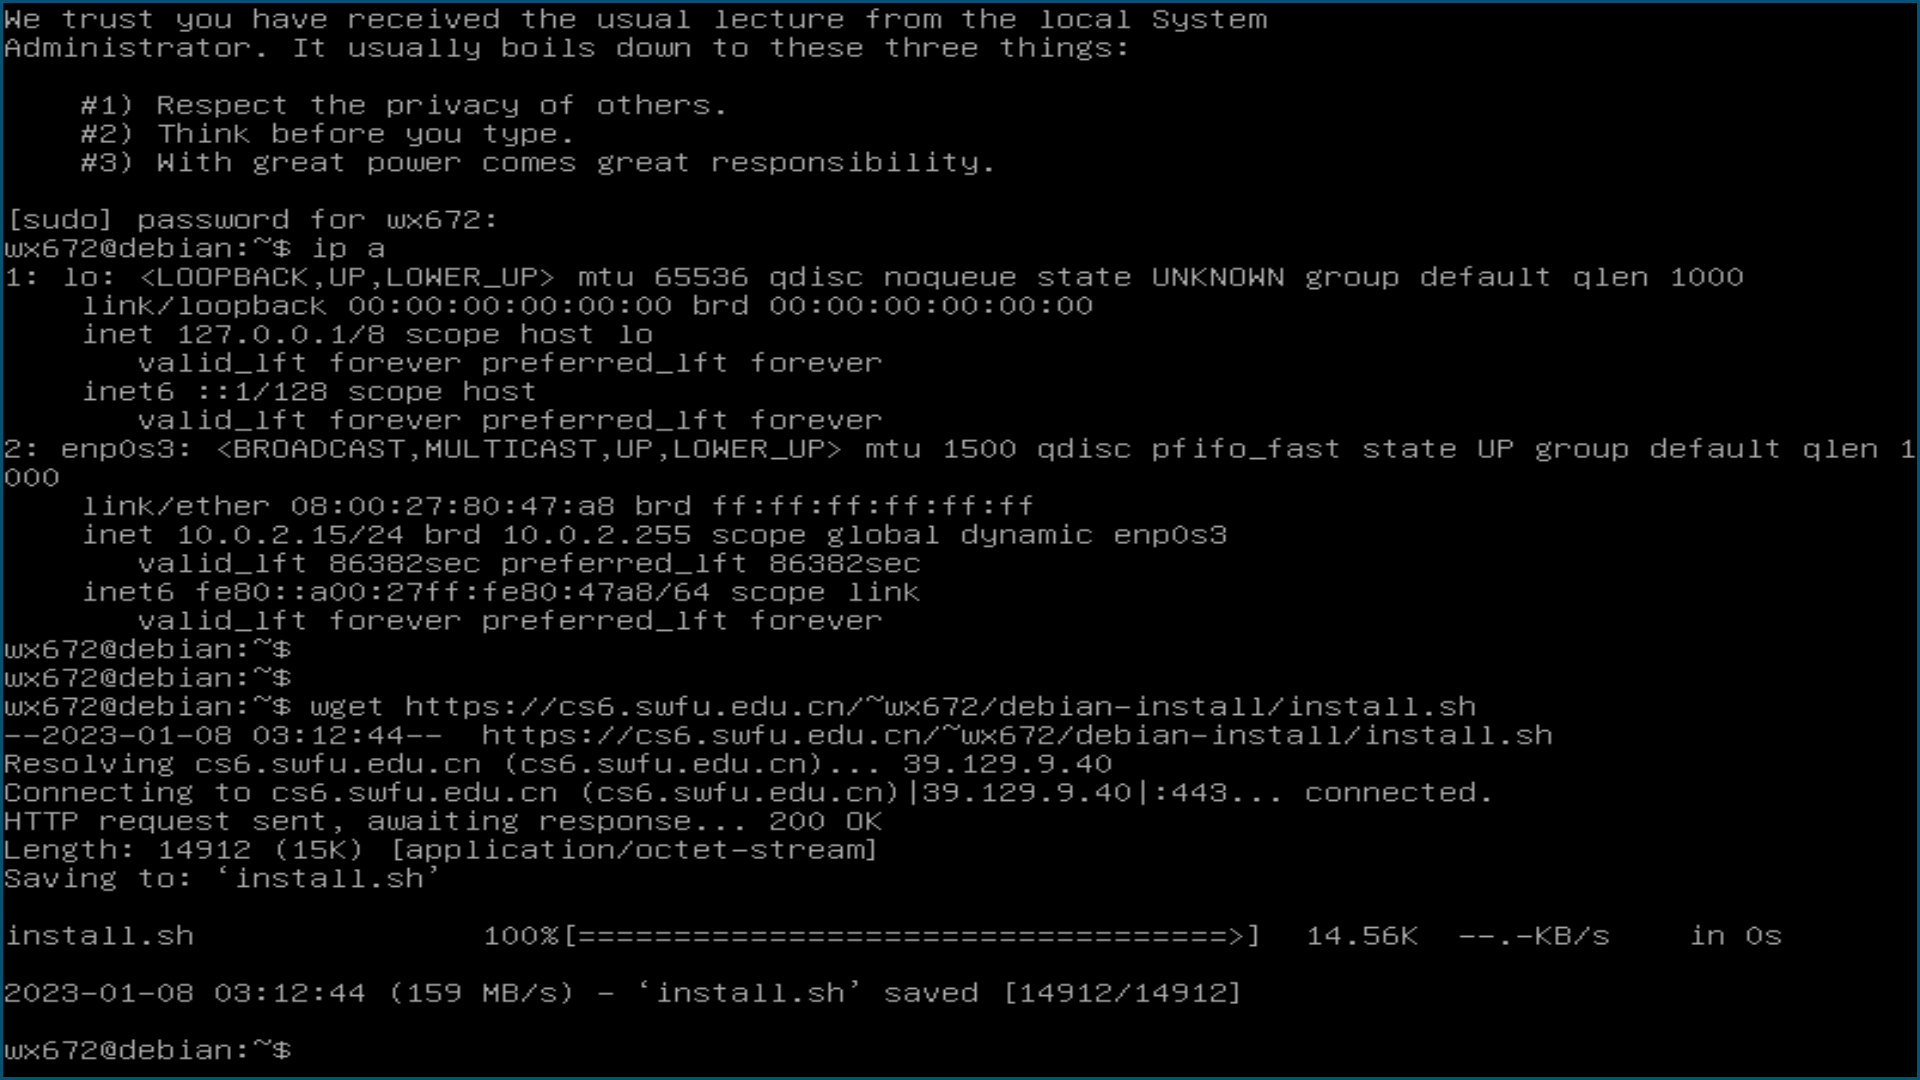 We trust you have received the usual lecture from the local System
Administrator. It usually boils down to these three things:

    #1) Respect the privacy of others.
    #2) Think before you type.
    #3) With great power comes great responsibility.

[sudo] password for wx672:
wx672@debian:~$ ip a
1: lo: <LOOPBACK,UP,LOWER_UP> mtu 65536 qdisc noqueue state UNKNOWN group default qlen 1000
    link/loopback 00:00:00:00:00:00 brd 00:00:00:00:00:00
    inet 127.0.0.1/8 scope host lo
       valid_lft forever preferred_lft forever
    inet6 ::1/128 scope host
       valid_lft forever preferred_lft forever
2: enp0s3: <BROADCAST,MULTICAST,UP,LOWER_UP> mtu 1500 qdisc pfifo_fast state UP group default qlen 1
000
    link/ether 08:00:27:80:47:a8 brd ff:ff:ff:ff:ff:ff
    inet 10.0.2.15/24 brd 10.0.2.255 scope global dynamic enp0s3
       valid_lft 86382sec preferred_lft 86382sec
    inet6 fe80::a00:27ff:fe80:47a8/64 scope link
       valid_lft forever preferred_lft forever
wx672@debian:~$
wx672@debian:~$
wx672@debian:~$ wget https://cs6.swfu.edu.cn/~wx672/debian-install/install.sh
--2023-01-08 03:12:44--  https://cs6.swfu.edu.cn/~wx672/debian-install/install.sh
Resolving cs6.swfu.edu.cn (cs6.swfu.edu.cn)... 39.129.9.40
Connecting to cs6.swfu.edu.cn (cs6.swfu.edu.cn)|39.129.9.40|:443... connected.
HTTP request sent, awaiting response... 200 OK
Length: 14912 (15K) [application/octet-stream]
Saving to: ‘install.sh’

install.sh               100%[==================================>]  14.56K  --.-KB/s    in 0s

2023-01-08 03:12:44 (159 MB/s) - ‘install.sh’ saved [14912/14912]

wx672@debian:~$